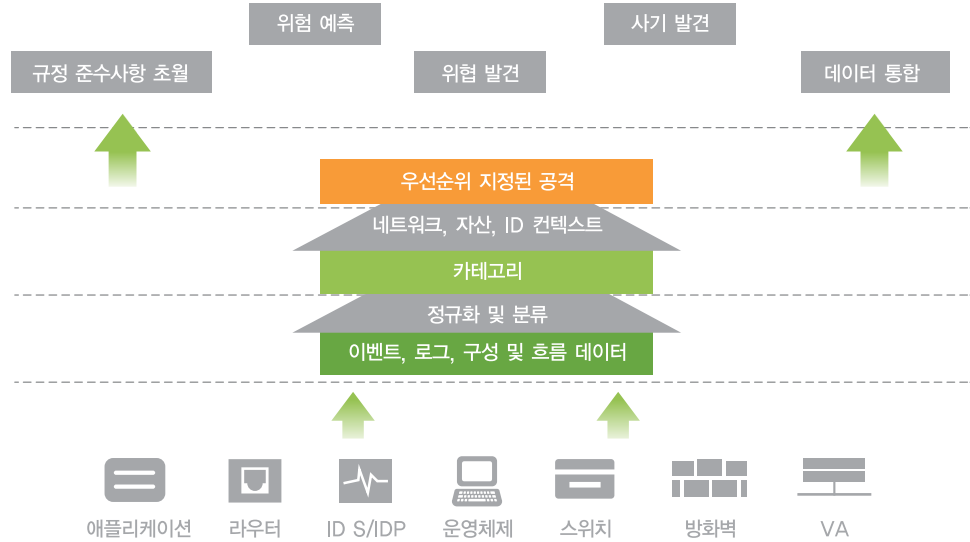 위험 예측
사기 발견
규정 준수사항 초월
위협 발견
데이터 통합
우선순위 지정된 공격
네트워크, 자산, ID 컨텍스트
카테고리
정규화 및 분류
이벤트, 로그, 구성 및 흐름 데이터
애플리케이션
라우터
ID S/IDP
운영체제
스위치
방화벽
VA